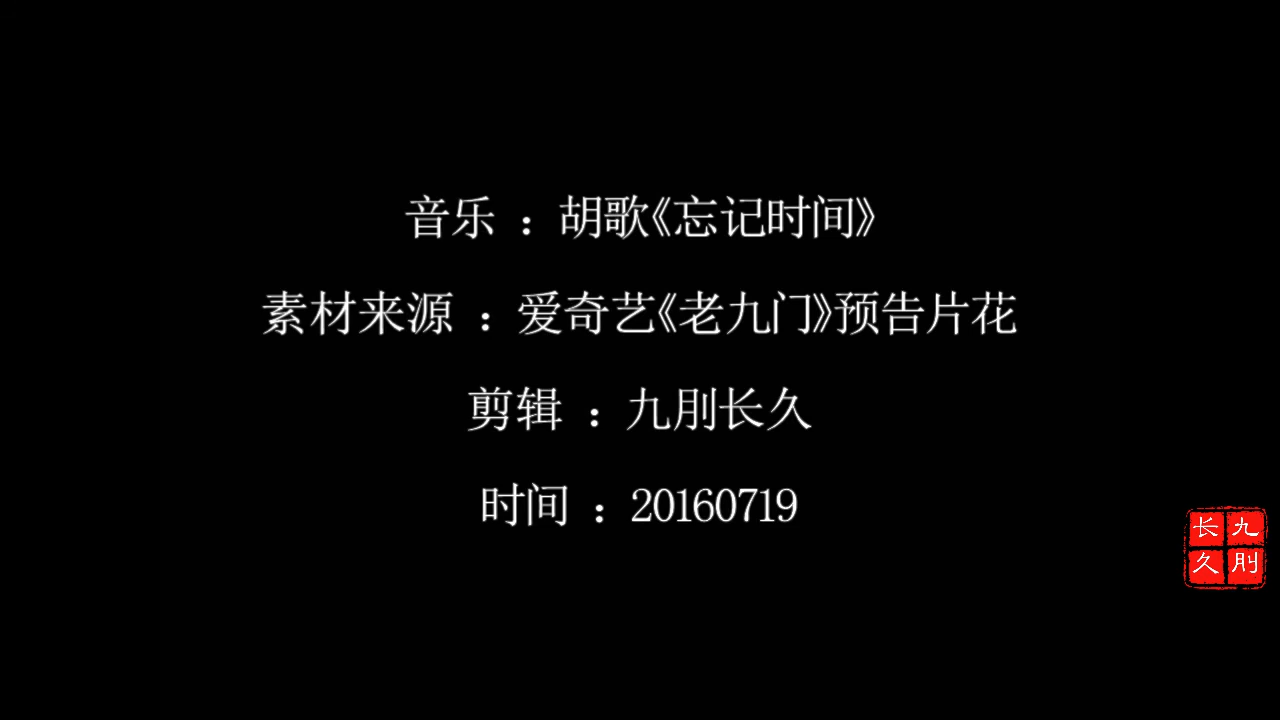 音乐 ：胡歌《忘记时间》
素材来源 ：爱奇艺《老九门》预告片花
剪辑 ：九刖长久
时间 ：20160719
九刖
长久